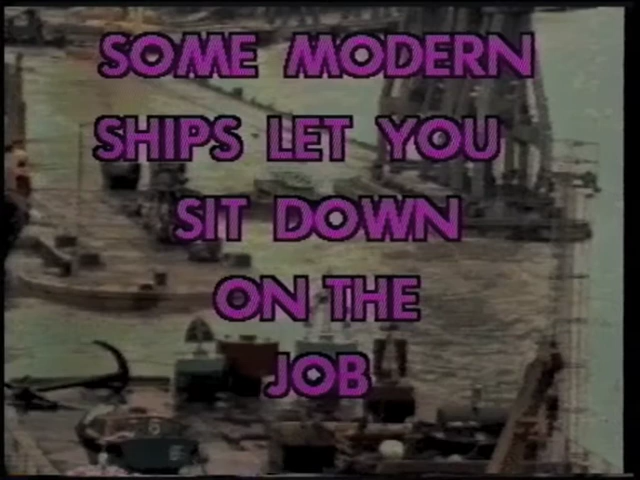 SOME MODERN
SHIPS LET YOU
SIT DOWN
ON THE
JOB